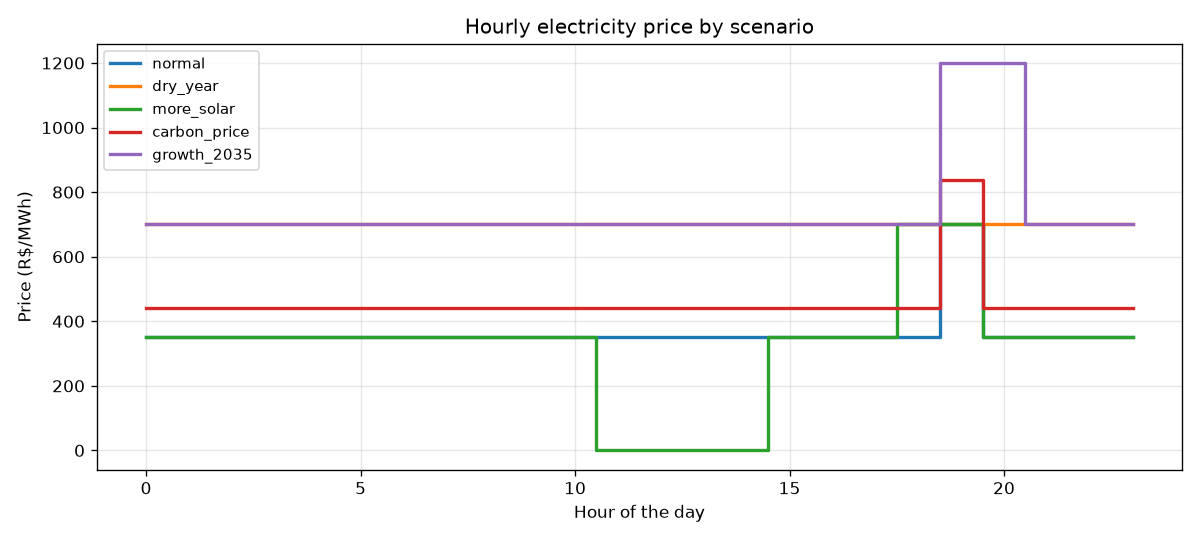 Hourly electricity price by scenario
normal
dry_year
more_solar
carbon_price
growth_2035
Price (R$/MWh)
1200
1000
800
600
400
200
0
0 5 10 15 20
Hour of the day